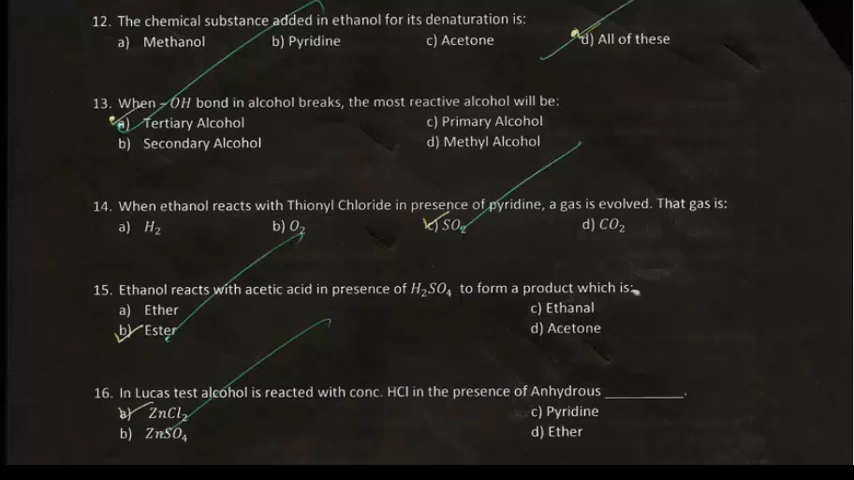 12. The chemical substance added in ethanol for its denaturation is:
a) Methanol b) Pyridine c) Acetone d) All of these
13. When – OH bond in alcohol breaks, the most reactive alcohol will be:
a) Tertiary Alcohol c) Primary Alcohol
b) Secondary Alcohol d) Methyl Alcohol
14. When ethanol reacts with Thionyl Chloride in presence of pyridine, a gas is evolved. That gas is:
a) H₂ b) O₂ c) SO₂ d) CO₂
15. Ethanol reacts with acetic acid in presence of H₂SO₄ to form a product which is:
a) Ether c) Ethanal
b) Ester d) Acetone
16. In Lucas test alcohol is reacted with conc. HCl in the presence of Anhydrous __________.
a) ZnCl₂ c) Pyridine
b) ZnSO₄ d) Ether